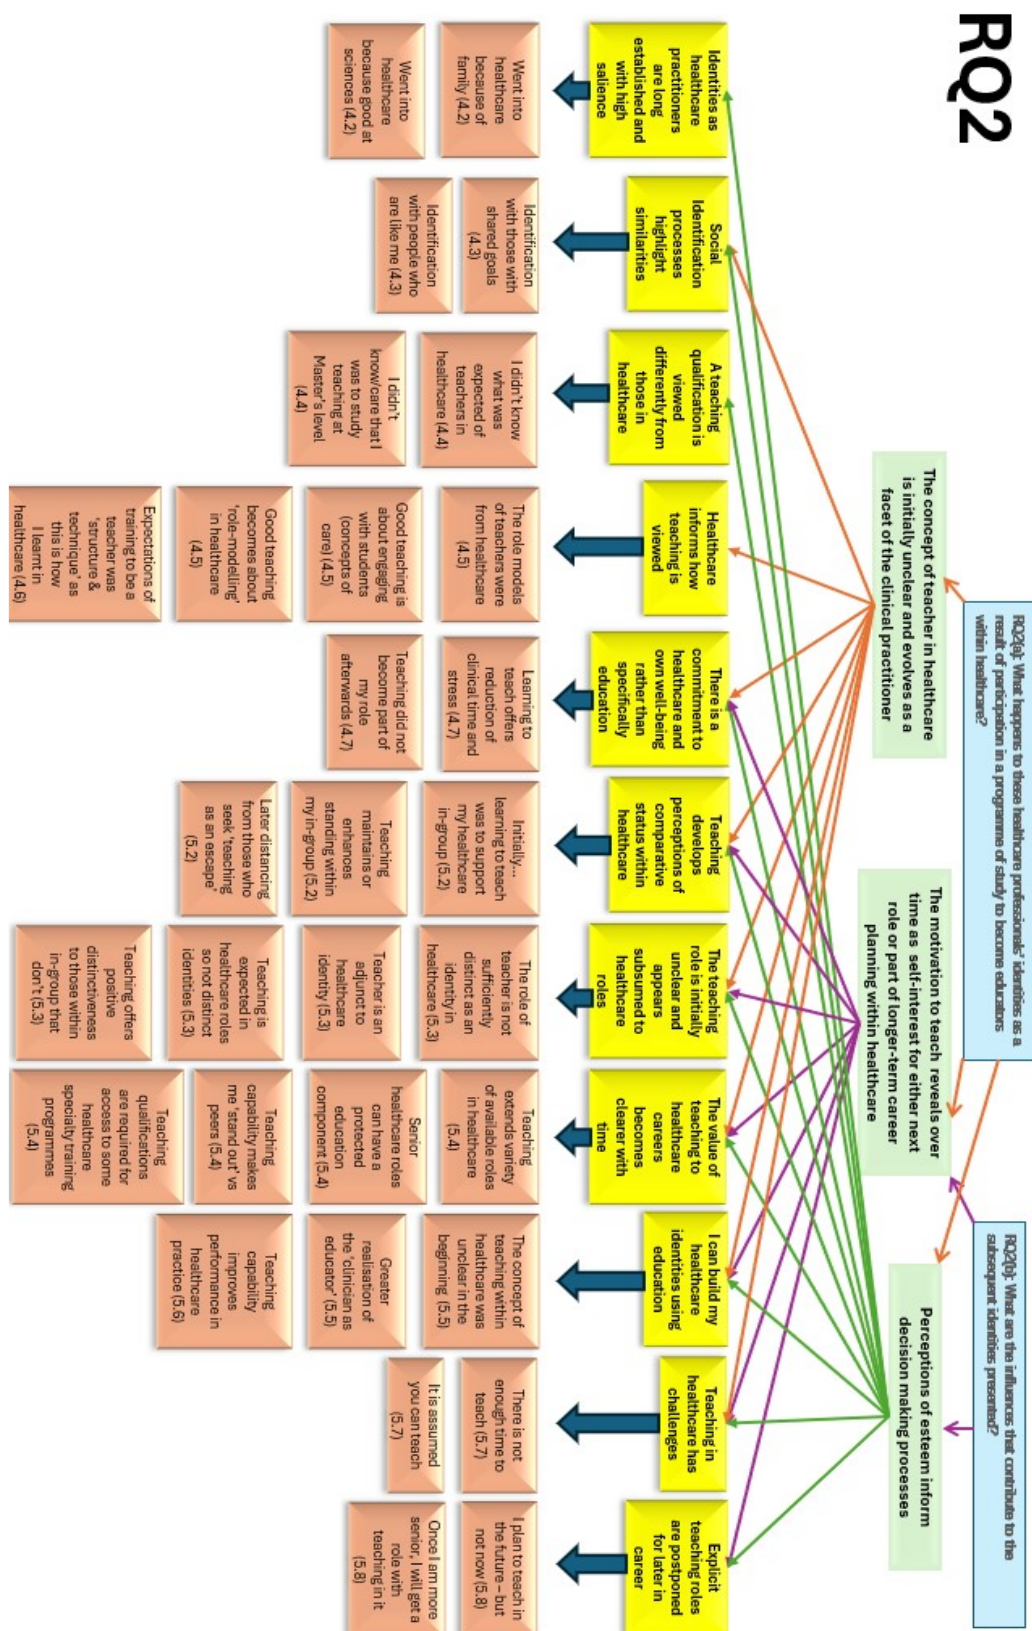 RQ2
RQ2(a): What happens to these healthcare professionals' identities as a
result of participation in a programme of study to become educators
within healthcare?
RQ2(b): What are the influences that contribute to the
subsequent identities presented?
The concept of teacher in healthcare
is initially unclear and evolves as a
facet of the clinical practitioner
The motivation to teach reveals over
time as self-interest for either next
role or part of longer-term career
planning within healthcare
Perceptions of esteem inform
decision making processes
Identities as
healthcare
practitioners
are long
established and
with high
salience
Social
Identification
processes
highlight
similarities
A teaching
qualification is
viewed
differently from
those in
healthcare
Healthcare
informs how
teaching is
viewed
There is a
commitment to
healthcare and
own well-being
rather than
specifically
education
Teaching
develops
perceptions of
comparative
status within
healthcare
The teaching
role is initially
unclear and
appears
subsumed to
healthcare
roles
The value of
teaching to
healthcare
careers
becomes
clearer with
time
I can build my
healthcare
identities using
education
Teaching in
healthcare has
challenges
Explicit
teaching roles
are postponed
for later in
career
Went into
healthcare
because of
family (4.2)
Went into
healthcare
because good at
sciences (4.2)
Identification
with those with
shared goals
(4.3)
Identification
with people who
are like me (4.3)
I didn't know
what was
expected of
teachers in
healthcare (4.4)
I didn't
know/care that I
was to study
teaching at
Master's level
(4.4)
The role models
of teachers were
from healthcare
(4.5)
Good teaching is
about engaging
with students
(concepts of
care) (4.5)
Good teaching
becomes about
'role-modelling'
in healthcare
(4.5)
Expectations of
training to be a
teacher was
'structure &
technique' as
this is how
I learnt in
healthcare (4.6)
Learning to
teach offers
reduction of
clinical time and
stress (4.7)
Teaching did not
become part of
my role
afterwards (4.7)
Initially...
learning to teach
was to support
my healthcare
in-group (5.2)
Teaching
maintains or
enhances
standing within
my in-group (5.2)
Later distancing
from those who
seek 'teaching
as an escape'
(5.2)
The role of
teacher is not
sufficiently
distinct as an
identity in
healthcare (5.3)
Teacher is an
adjunct to
healthcare
identity (5.3)
Teaching is
expected in
healthcare roles
so not distinct
identities (5.3)
Teaching offers
positive
distinctiveness
to those within
in-group that
don't (5.3)
Teaching
extends variety
of available roles
in healthcare
(5.4)
Senior
healthcare roles
can have a
protected
education
component (5.4)
Teaching
capability makes
me 'stand out' vs
peers (5.4)
Teaching
qualifications
are required for
access to some
healthcare
specialty training
programmes
(5.4)
The concept of
teaching within
healthcare was
unclear in the
beginning (5.5)
Greater
realisation of
the 'clinician as
educator' (5.5)
Teaching
capability
improves
performance in
healthcare
practice (5.6)
There is not
enough time to
teach (5.7)
It is assumed
you can teach
(5.7)
I plan to teach in
the future – but
not now (5.8)
Once I am more
senior, I will get a
role with
teaching in it
(5.8)